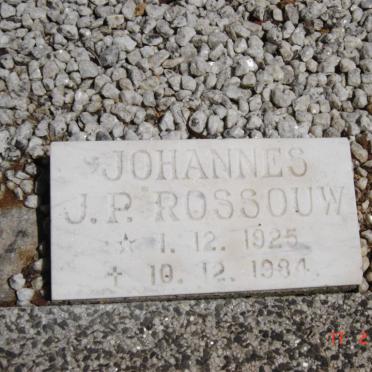 JOHANNES
J.P. ROSSOUW
☆ 1. 12. 1925
✝ 10. 12. 1984